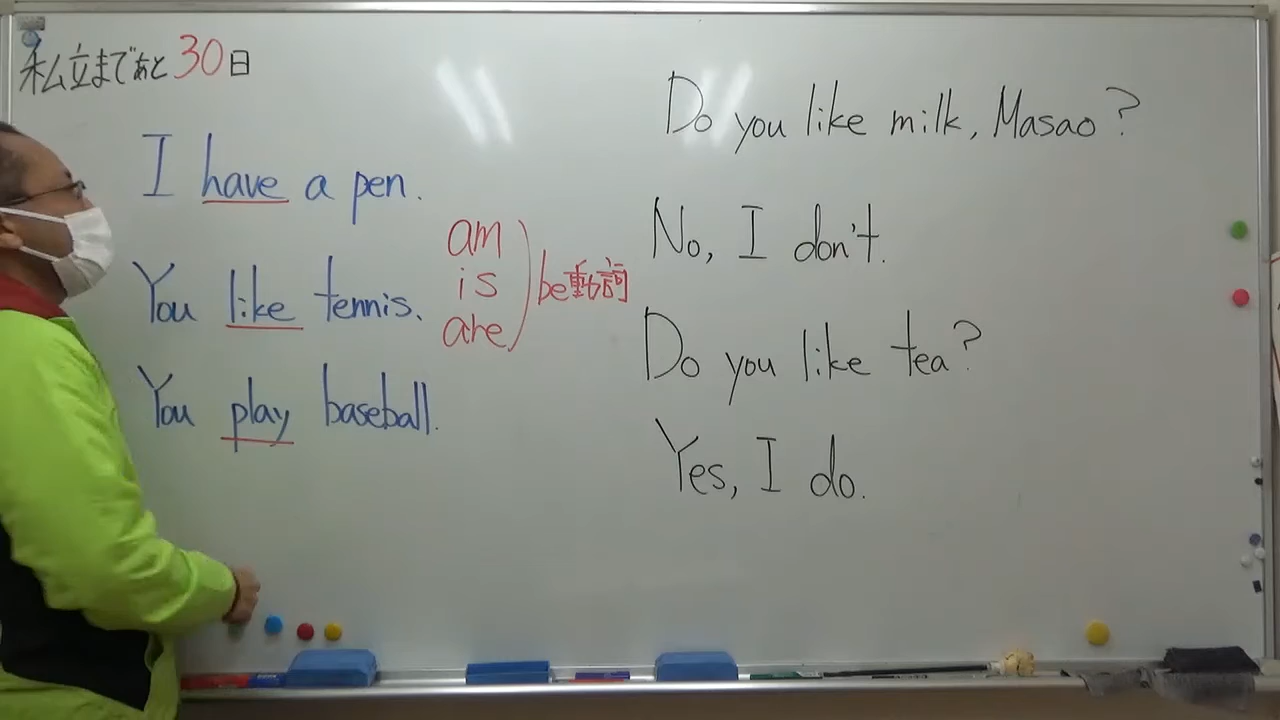 私立まであと30日
I have a pen.
You like tennis.
You play baseball.
am
is
are
be動詞
Do you like milk, Masao?
No, I don't.
Do you like tea?
Yes, I do.